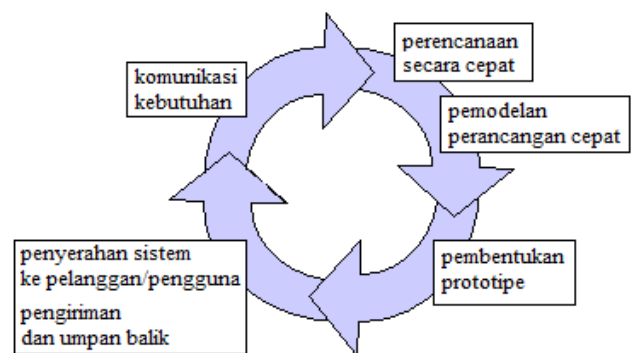 komunikasi
kebutuhan
perencanaan
secara cepat
pemodelan
perancangan cepat
pembentukan
prototipe
penyerahan sistem
ke pelanggan/pengguna
pengiriman
dan umpan balik